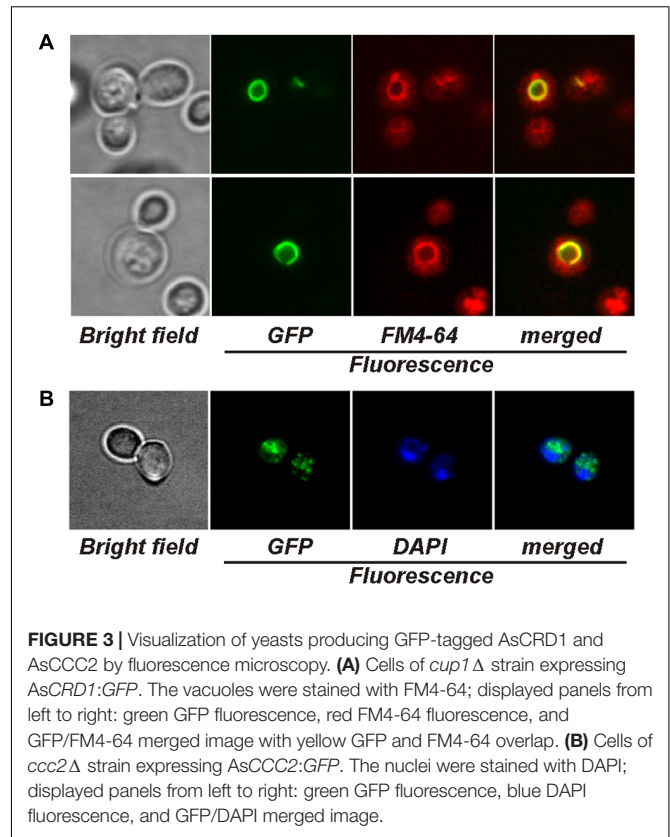 A
Bright field GFP FM4-64 merged
Fluorescence
B
Bright field GFP DAPI merged
Fluorescence
FIGURE 3 | Visualization of yeasts producing GFP-tagged AsCRD1 and
AsCCC2 by fluorescence microscopy. (A) Cells of cup1Δ strain expressing
AsCRD1:GFP. The vacuoles were stained with FM4-64; displayed panels from
left to right: green GFP fluorescence, red FM4-64 fluorescence, and
GFP/FM4-64 merged image with yellow GFP and FM4-64 overlap. (B) Cells of
ccc2Δ strain expressing AsCCC2:GFP. The nuclei were stained with DAPI;
displayed panels from left to right: green GFP fluorescence, blue DAPI
fluorescence, and GFP/DAPI merged image.